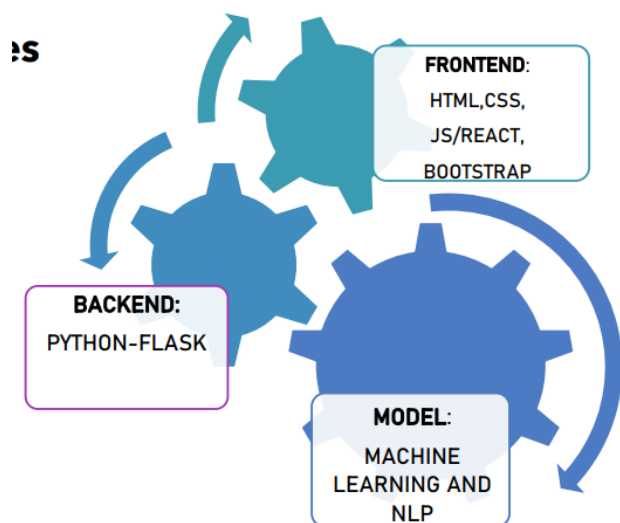 es
FRONTEND:
HTML,CSS,
JS/REACT,
BOOTSTRAP
BACKEND:
PYTHON-FLASK
MODEL:
MACHINE
LEARNING AND
NLP